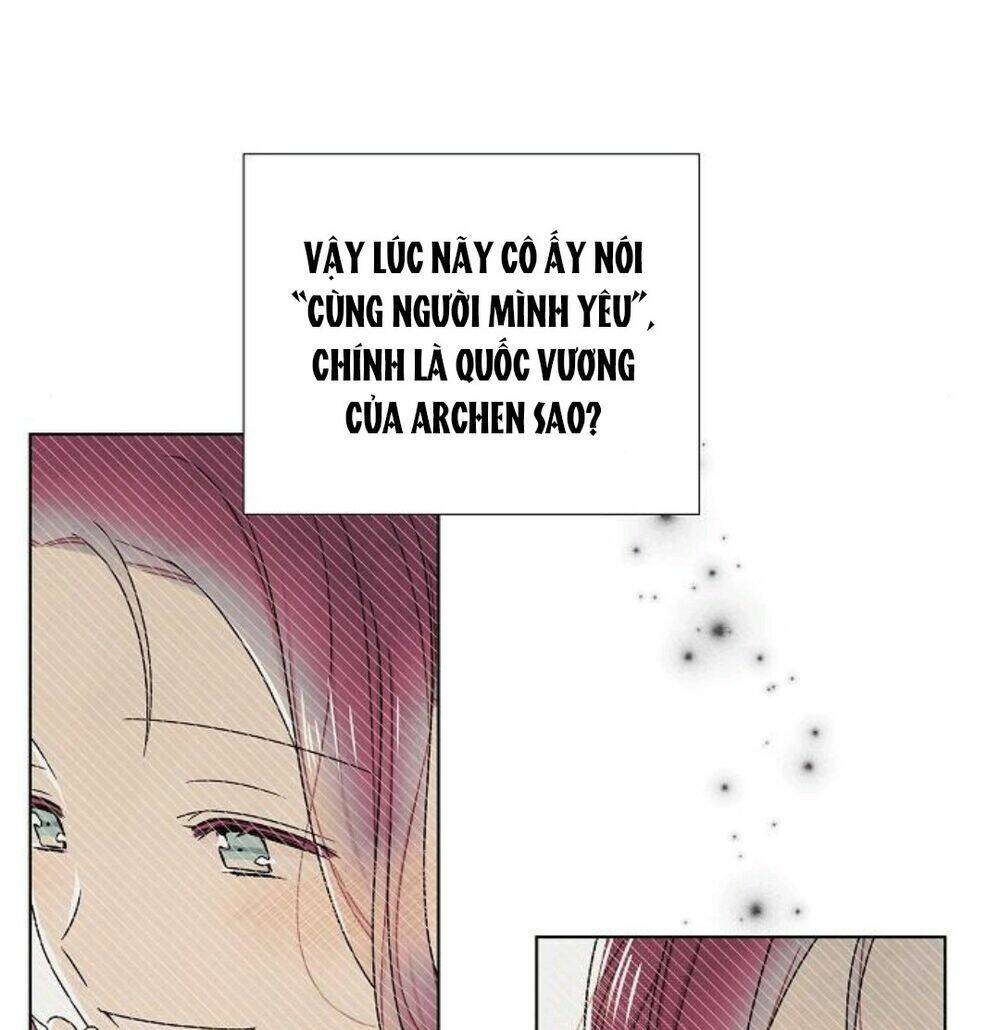 VẬY LÚC NÃY CÔ ẤY NÓI
“CÙNG NGƯỜI MÌNH YÊU”,
CHÍNH LÀ QUỐC VƯƠNG
CỦA ARCHEN SAO?